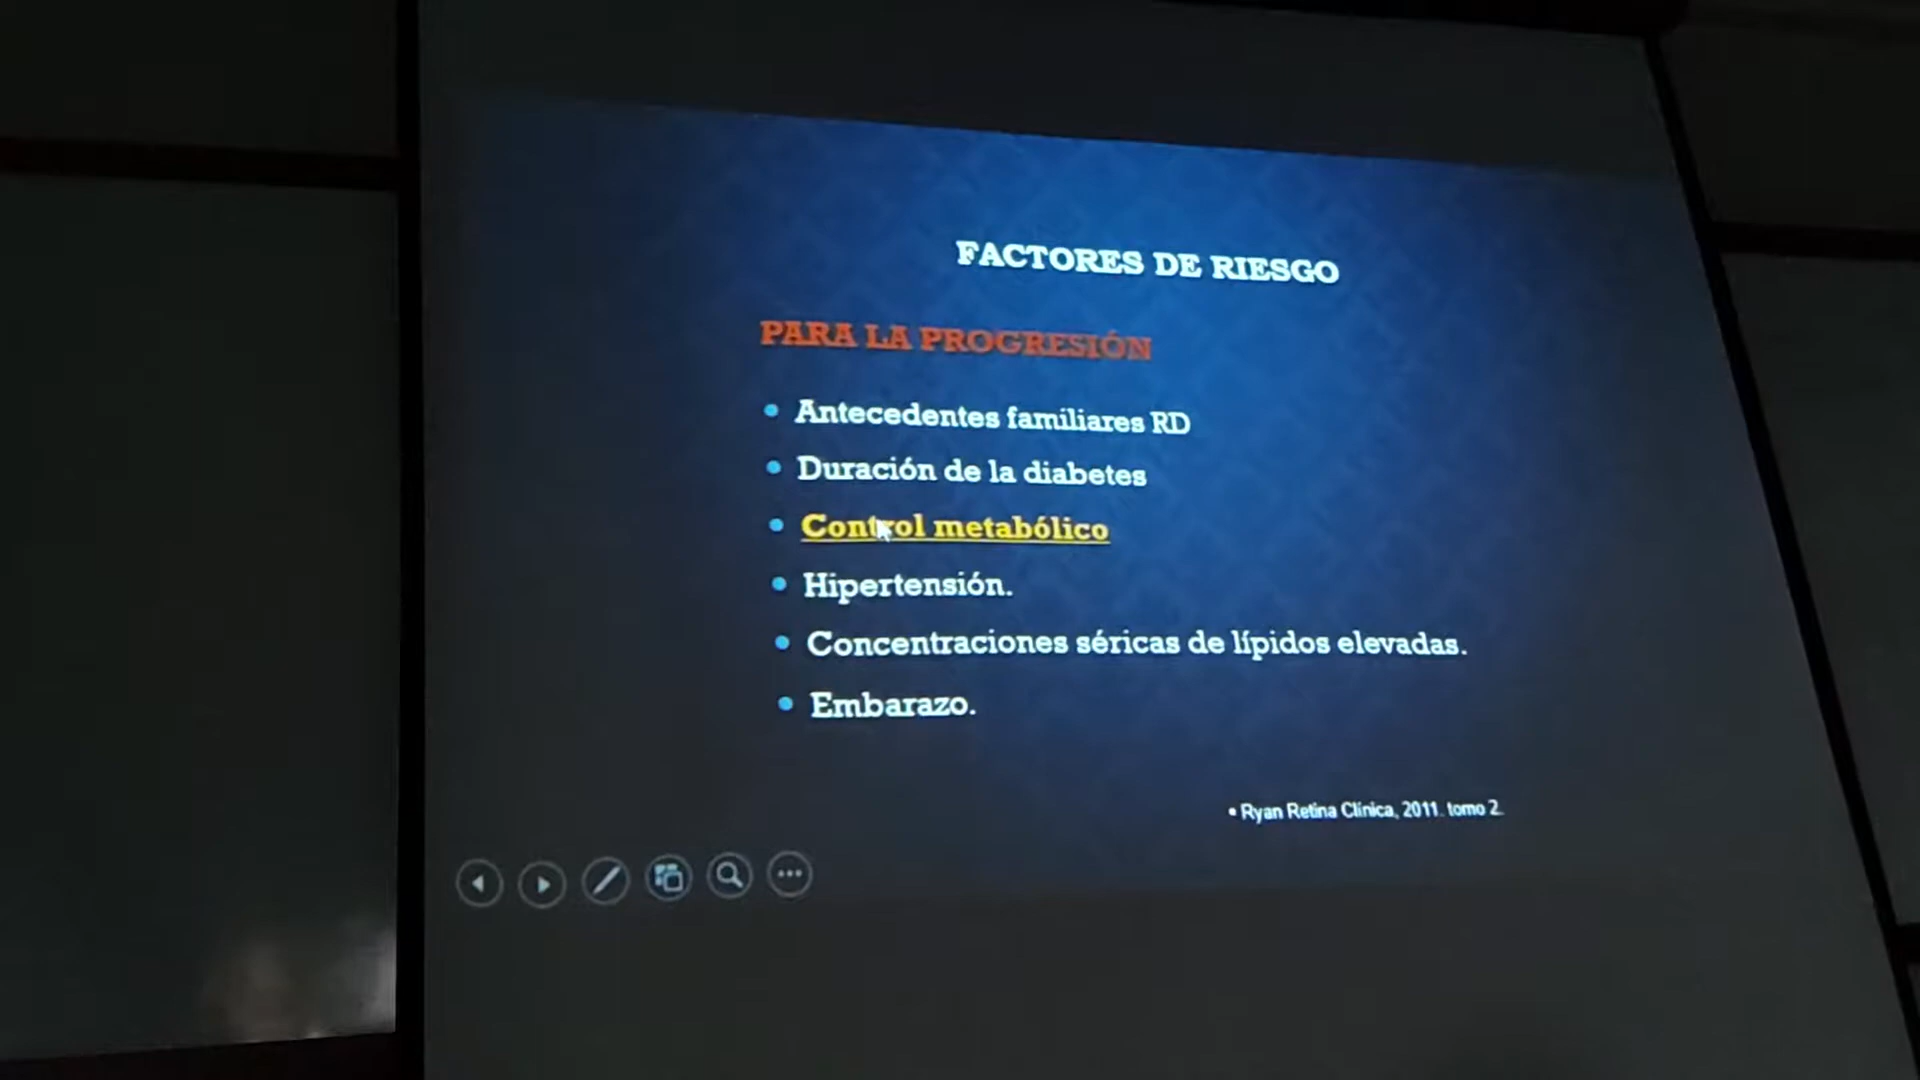 FACTORES DE RIESGO
PARA LA PROGRESIÓN
• Antecedentes familiares RD
• Duración de la diabetes
• Control metabólico
• Hipertensión.
• Concentraciones séricas de lípidos elevadas.
• Embarazo.
• Ryan Retina Clínica, 2011. tomo 2.